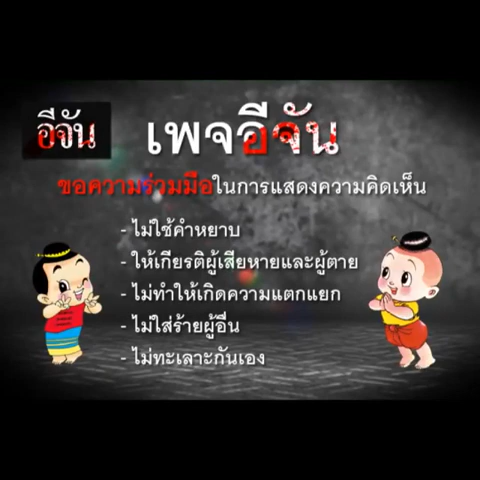 อีจัน
เพจอีจัน
ขอความร่วมมือในการแสดงความคิดเห็น
- ไม่ใช้คำหยาบ
- ให้เกียรติผู้เสียหายและผู้ตาย
- ไม่ทำให้เกิดความแตกแยก
- ไม่ใส่ร้ายผู้อื่น
- ไม่ทะเลาะกันเอง